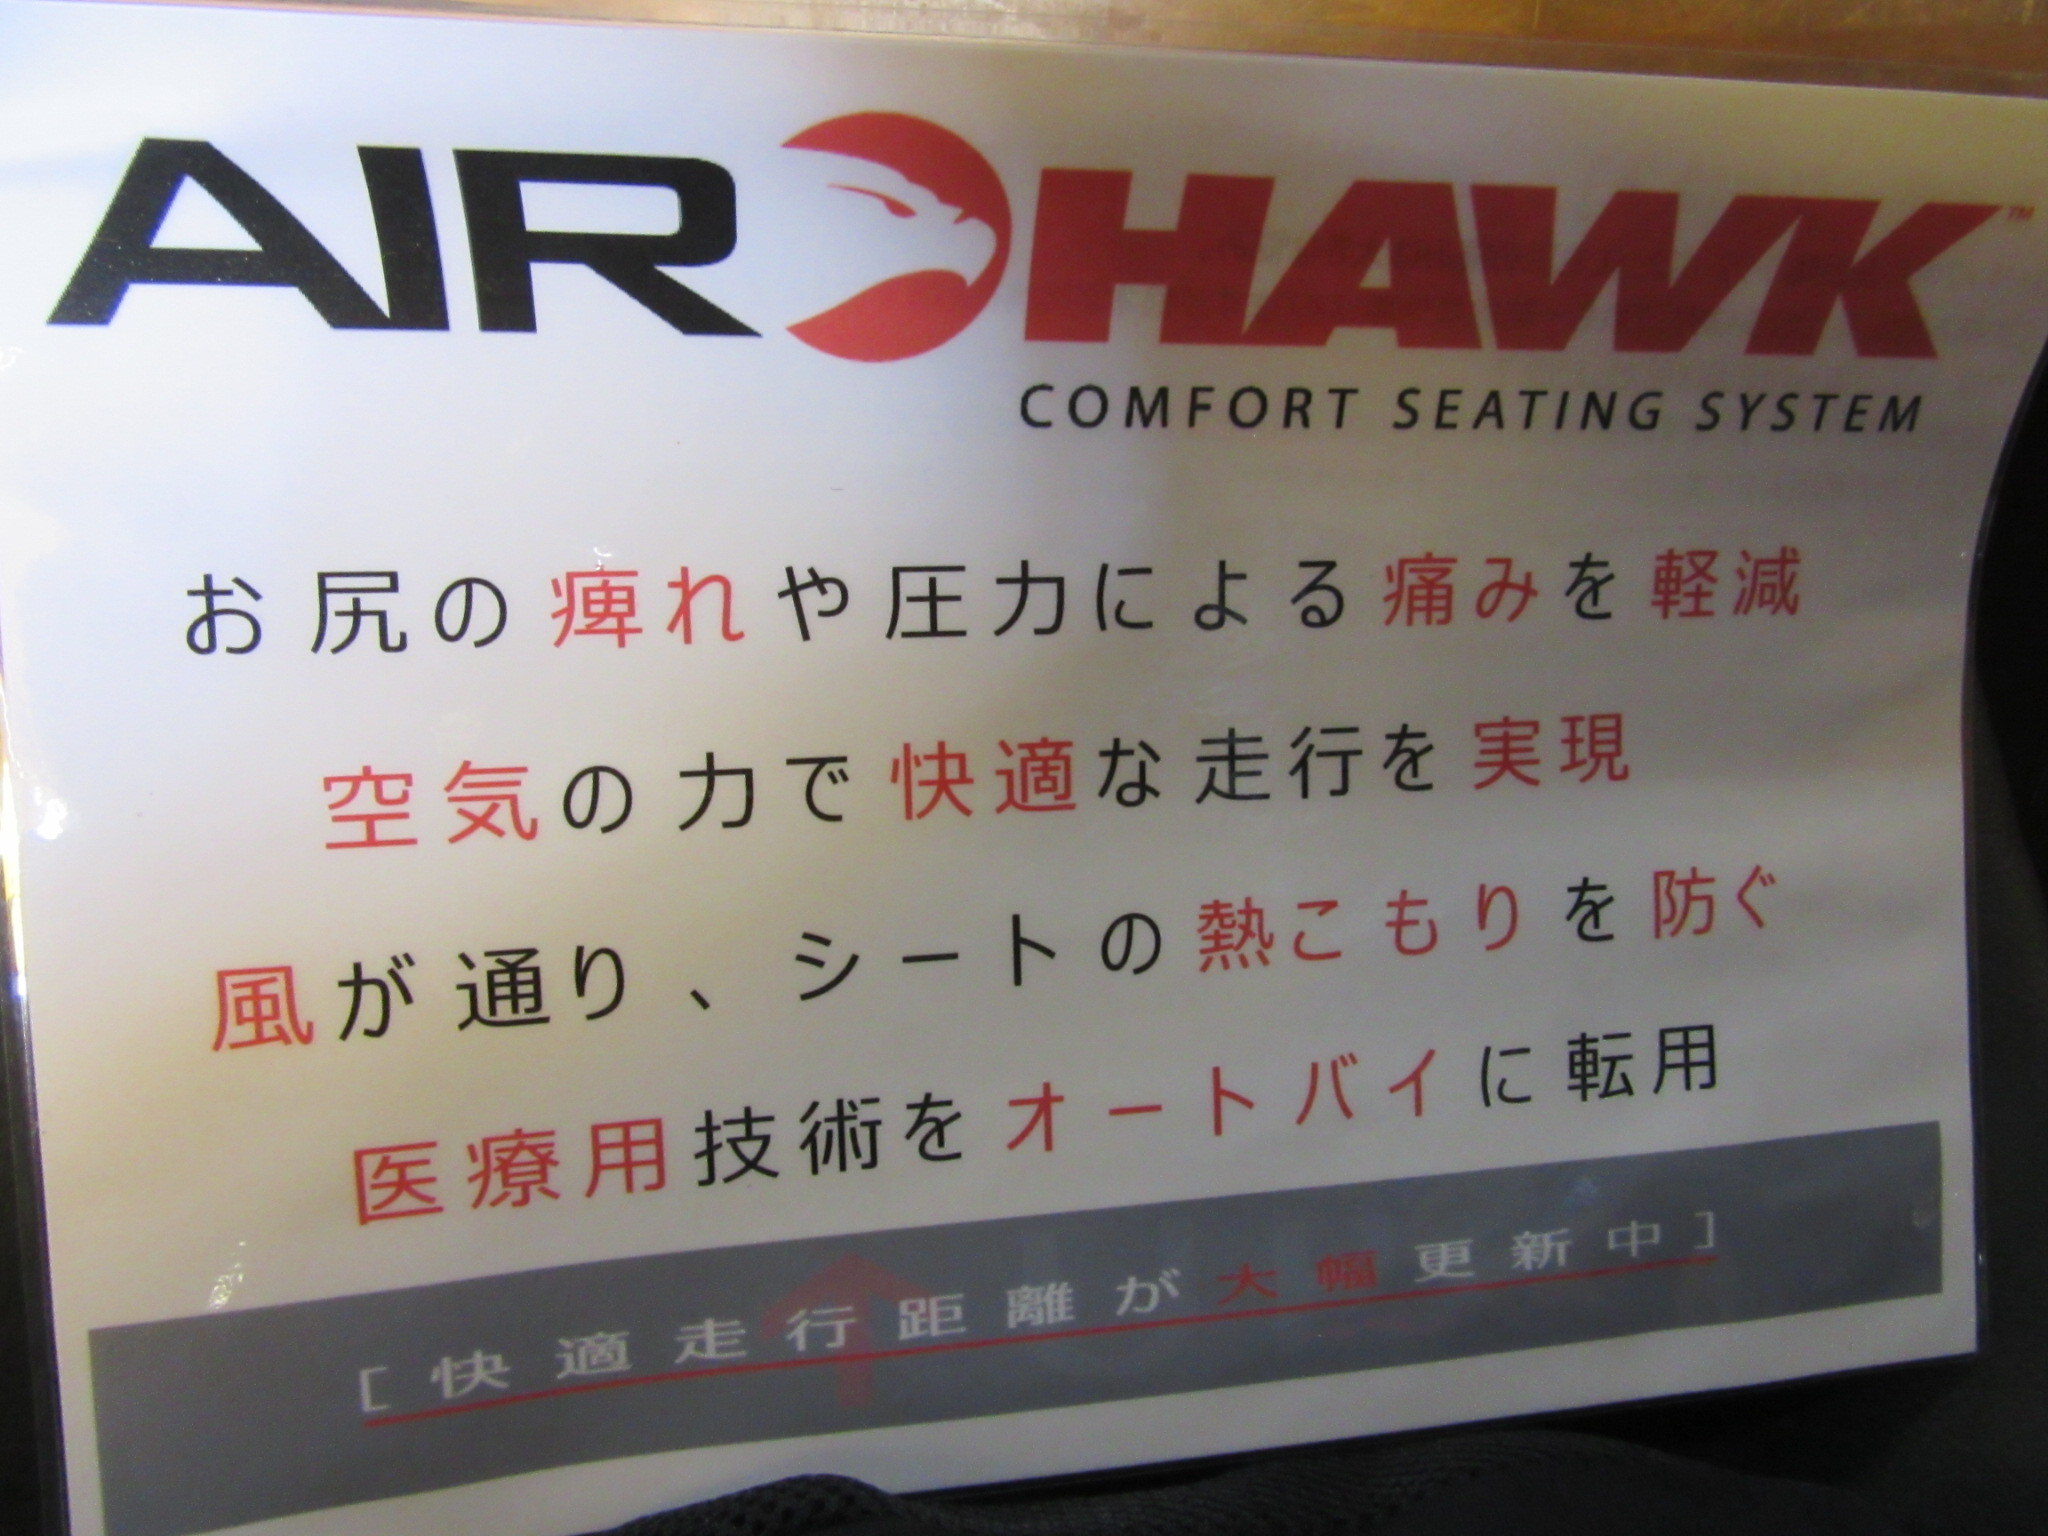 AIR HAWK™
COMFORT SEATING SYSTEM
お尻の痺れや圧力による痛みを軽減
空気の力で快適な走行を実現
風が通り、シートの熱こもりを防ぐ
医療用技術をオートバイに転用
[快適走行距離が大幅更新中]